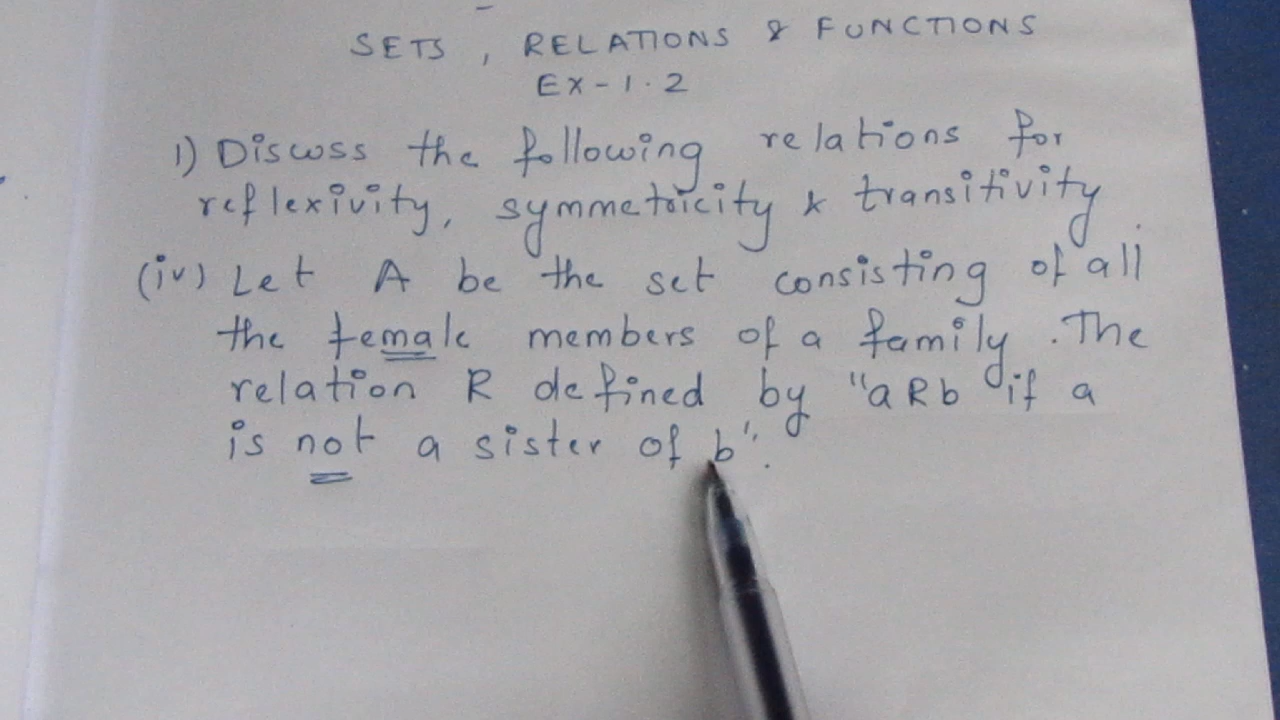 SETS, RELATIONS & FUNCTIONS
EX-1.2
1) Discuss the following relations for
reflexivity, symmetricity & transitivity
(iv) Let A be the set consisting of all
the female members of a family. The
relation R defined by "aRb if a
is not a sister of b".